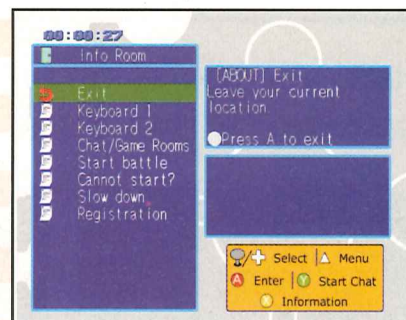 00:00:27
Info Room
Exit
Keyboard 1
Keyboard 2
Chat/Game Rooms
Start battle
Cannot start?
Slow down.
Registration
[ABOUT] Exit
Leave your current
location.
Press A to exit
Select Menu
A Enter Y Start Chat
Information